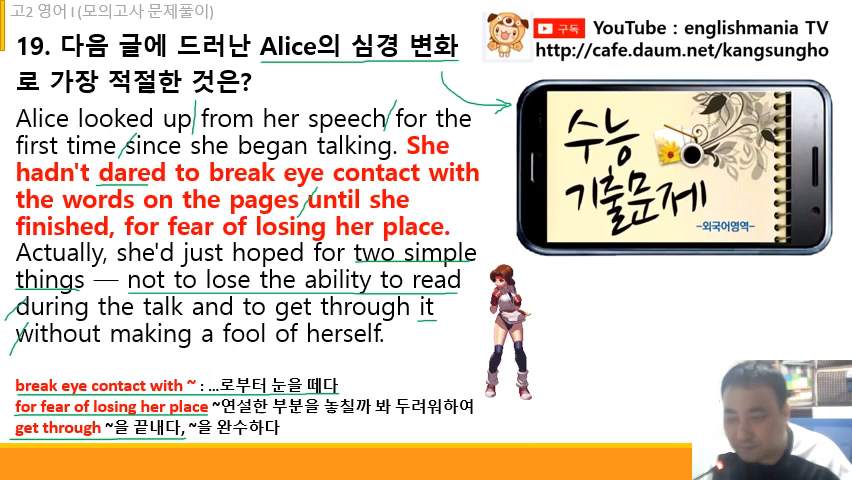 고2 영어 I (모의고사 문제풀이)
19. 다음 글에 드러난 Alice의 심경 변화
로 가장 적절한 것은?
구독 YouTube : englishmania TV
http://cafe.daum.net/kangsungho
Alice looked up from her speech for the
first time since she began talking. She
hadn't dared to break eye contact with
the words on the pages until she
finished, for fear of losing her place.
Actually, she'd just hoped for two simple
things — not to lose the ability to read
during the talk and to get through it
without making a fool of herself.
수능
기출문제
-외국어영역-
break eye contact with ~ : ...로부터 눈을 떼다
for fear of losing her place ~연설한 부분을 놓칠까 봐 두려워하여
get through ~을 끝내다, ~을 완수하다